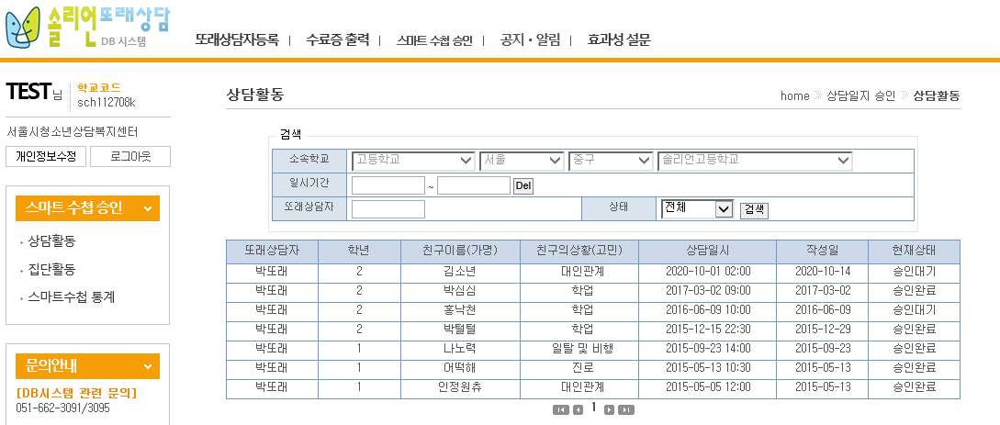 솔리언또래상담
DB 시스템
또래상담자등록 | 수료증 출력 | 스마트 수첩 승인 | 공지·알림 | 효과성 설문
TEST님
학교코드
sch112708k
서울시청소년상담복지센터
개인정보수정 로그아웃
스마트 수첩 승인
상담활동
집단활동
스마트수첩 통계
문의안내
[DB시스템 관련 문의]
051-662-3091/3095
상담활동
home 상담일지 승인 상담활동
검색
소속학교 고등학교 서울 중구 솔리언고등학교
일시기간 ~ Del
또래상담자 상태 전체 검색
또래상담자 학년 친구이름(가명) 친구의상황(고민) 상담일시 작성일 현재상태
박또래 2 김소년 대인관계 2020-10-01 02:00 2020-10-14 승인대기
박또래 2 박심심 학업 2017-03-02 09:00 2017-03-02 승인완료
박또래 2 홍낙천 학업 2016-06-09 10:00 2016-06-09 승인대기
박또래 2 박털털 학업 2015-12-15 22:30 2015-12-29 승인완료
박또래 1 나노력 일탈 및 비행 2015-09-23 14:00 2015-09-23 승인완료
박또래 1 어떡해 진로 2015-05-13 10:30 2015-05-13 승인완료
박또래 1 인정원츄 대인관계 2015-05-05 12:00 2015-05-13 승인완료
1